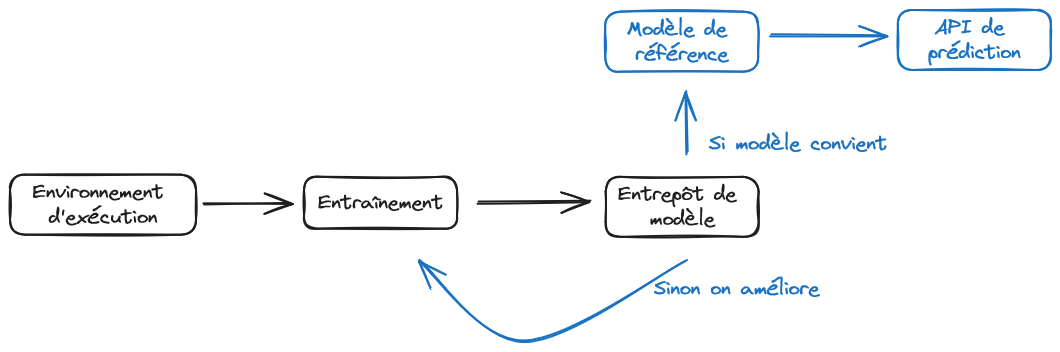 Modèle de
référence
API de
prédiction
Si modèle convient
Environnement
d'exécution
Entraînement
Entrepôt de
modèle
Sinon on améliore